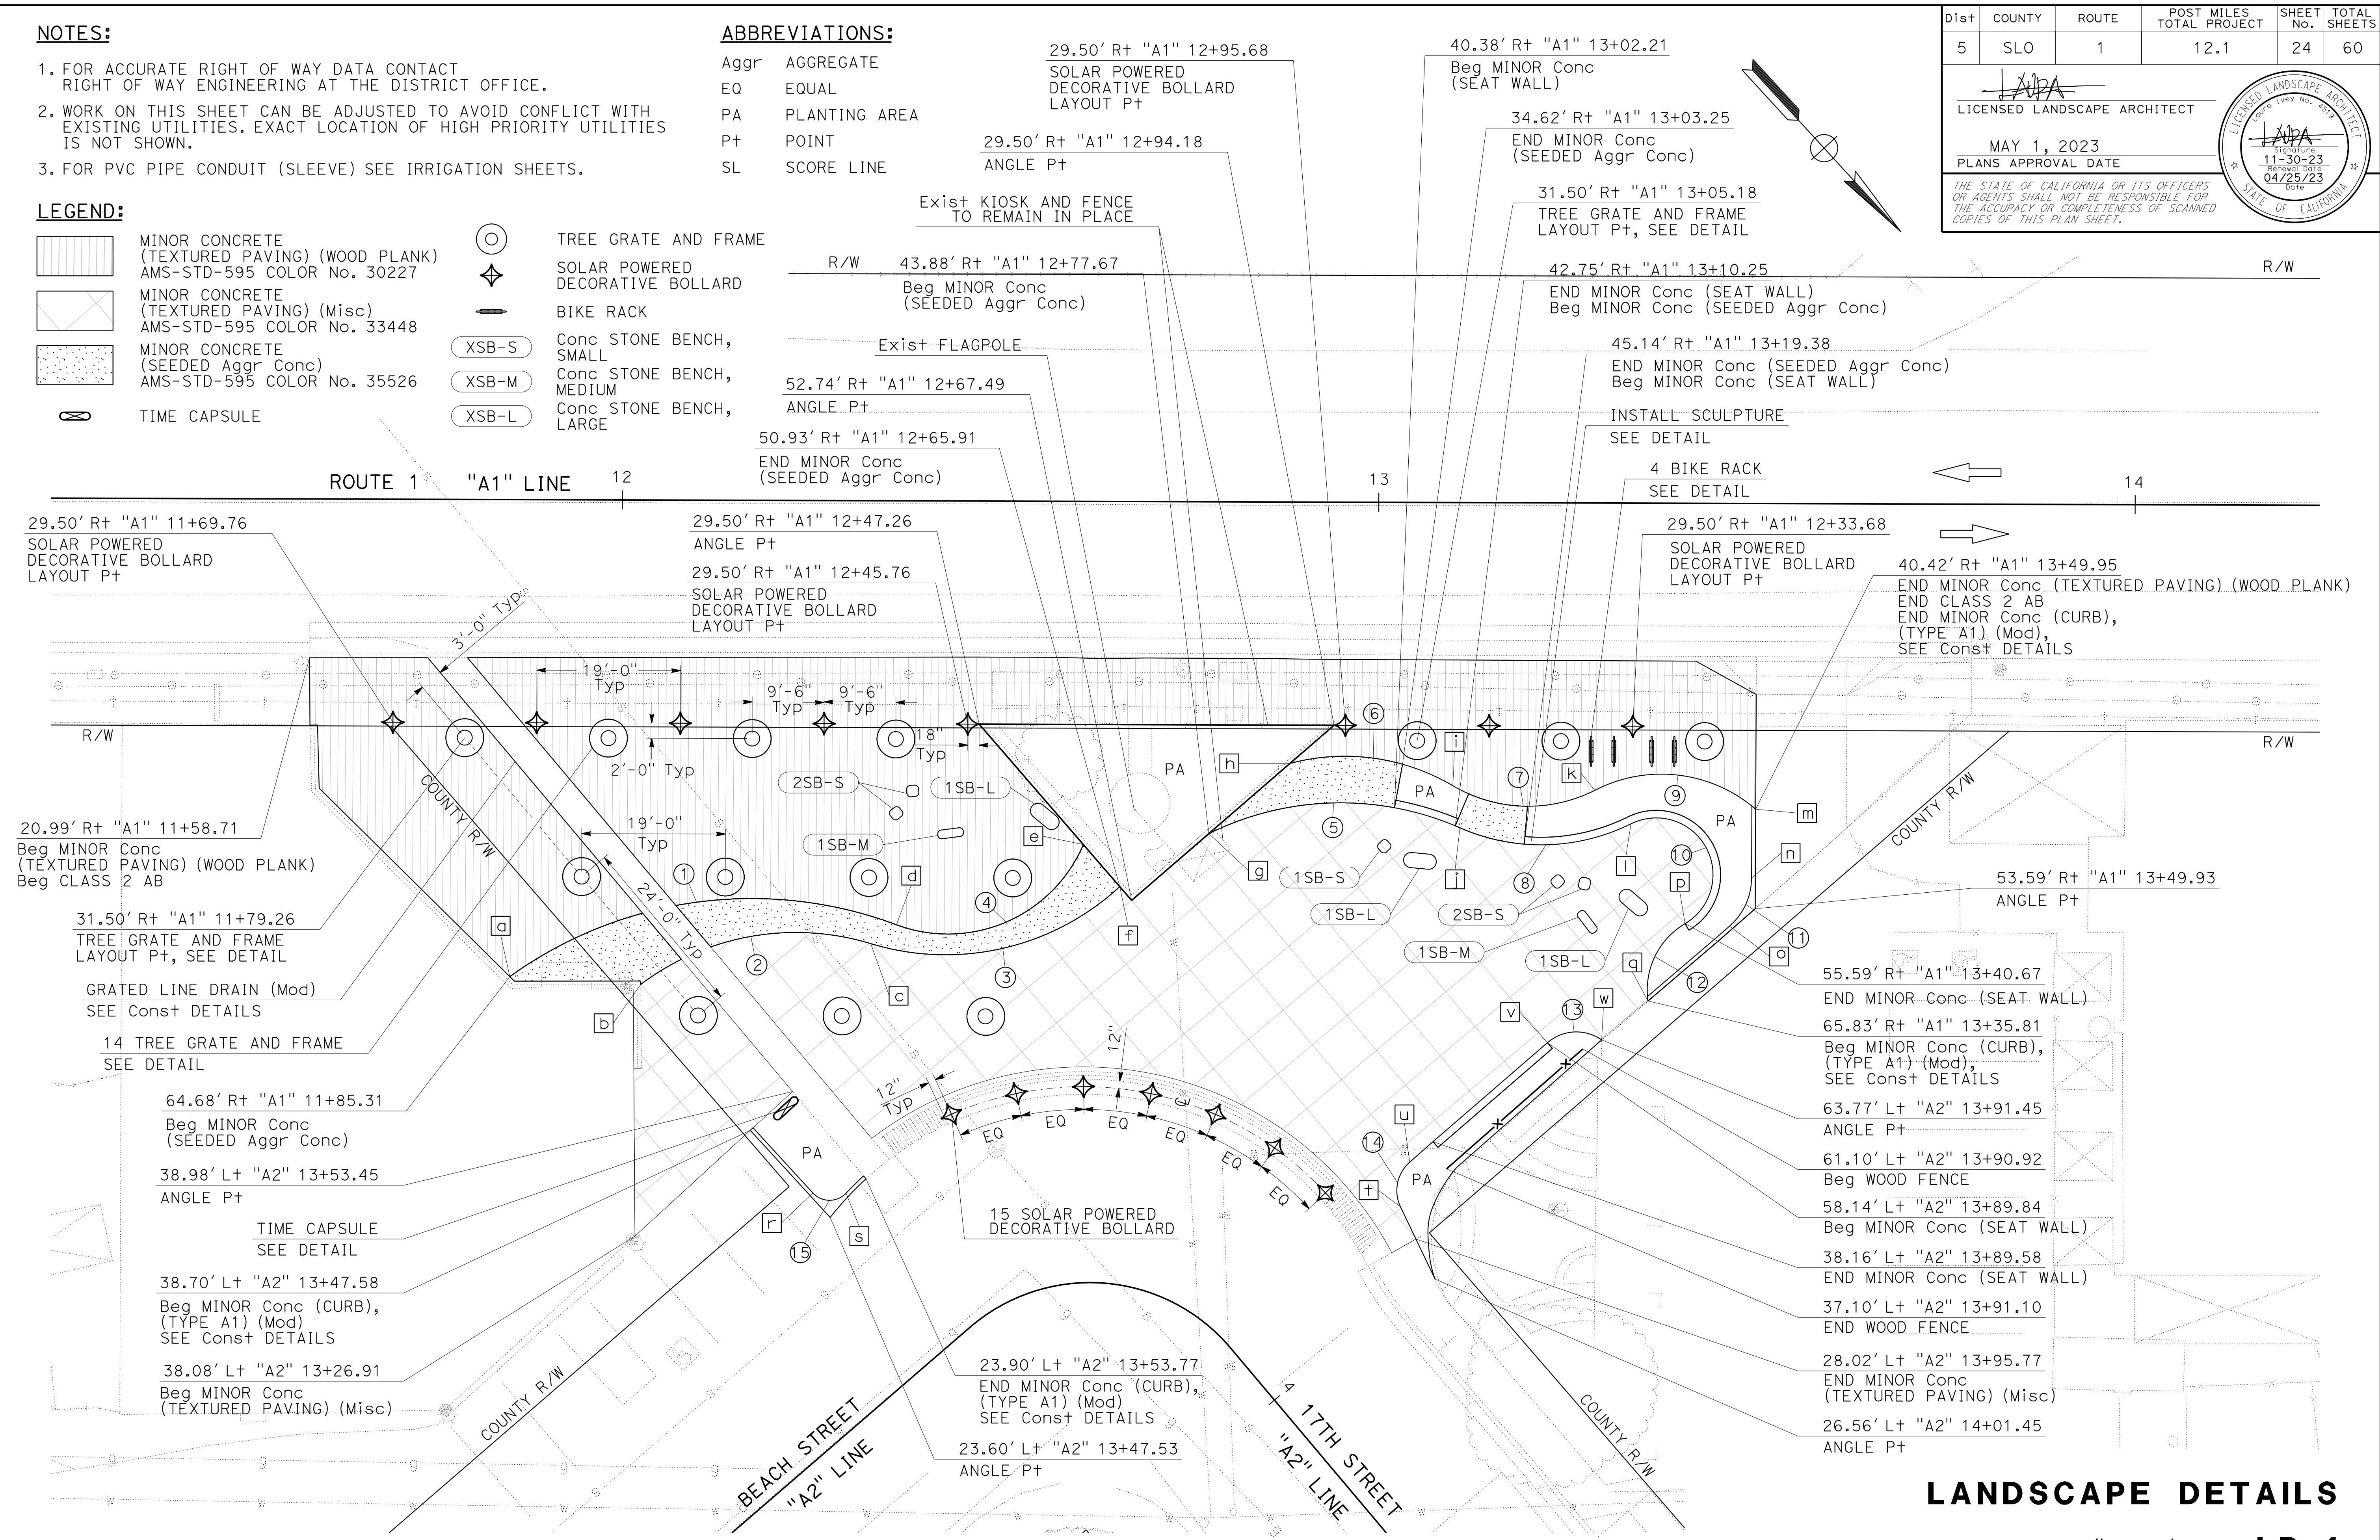 NOTES:
1. FOR ACCURATE RIGHT OF WAY DATA CONTACT
RIGHT OF WAY ENGINEERING AT THE DISTRICT OFFICE.
2. WORK ON THIS SHEET CAN BE ADJUSTED TO AVOID CONFLICT WITH
EXISTING UTILITIES. EXACT LOCATION OF HIGH PRIORITY UTILITIES
IS NOT SHOWN.
3. FOR PVC PIPE CONDUIT (SLEEVE) SEE IRRIGATION SHEETS.
ABBREVIATIONS:
Aggr AGGREGATE
EQ EQUAL
PA PLANTING AREA
Pt POINT
SL SCORE LINE
LEGEND:
MINOR CONCRETE
(TEXTURED PAVING) (WOOD PLANK)
AMS-STD-595 COLOR No. 30227
MINOR CONCRETE
(TEXTURED PAVING) (Misc)
AMS-STD-595 COLOR No. 33448
MINOR CONCRETE
(SEEDED Aggr Conc)
AMS-STD-595 COLOR No. 35526
TIME CAPSULE
TREE GRATE AND FRAME
SOLAR POWERED
DECORATIVE BOLLARD
BIKE RACK
XSB-S Conc STONE BENCH,
SMALL
XSB-M Conc STONE BENCH,
MEDIUM
XSB-L Conc STONE BENCH,
LARGE
Dist COUNTY ROUTE POST MILES
TOTAL PROJECT SHEET
No. TOTAL
SHEETS
5 SLO 1 12.1 24 60
LICENSED LANDSCAPE ARCHITECT
MAY 1, 2023
PLANS APPROVAL DATE
THE STATE OF CALIFORNIA OR ITS OFFICERS
OR AGENTS SHALL NOT BE RESPONSIBLE FOR
THE ACCURACY OR COMPLETENESS OF SCANNED
COPIES OF THIS PLAN SHEET.
LICENSED LANDSCAPE ARCHITECT
Laura Ivey No. 4519
Signature
11-30-23
Renewal Date
04/25/23
Date
STATE OF CALIFORNIA
29.50' Rt "A1" 12+95.68
SOLAR POWERED
DECORATIVE BOLLARD
LAYOUT Pt
29.50' Rt "A1" 12+94.18
ANGLE Pt
Exist KIOSK AND FENCE
TO REMAIN IN PLACE
R/W
43.88' Rt "A1" 12+77.67
Beg MINOR Conc
(SEEDED Aggr Conc)
Exist FLAGPOLE
52.74' Rt "A1" 12+67.49
ANGLE Pt
50.93' Rt "A1" 12+65.91
END MINOR Conc
(SEEDED Aggr Conc)
40.38' Rt "A1" 13+02.21
Beg MINOR Conc
(SEAT WALL)
34.62' Rt "A1" 13+03.25
END MINOR Conc
(SEEDED Aggr Conc)
31.50' Rt "A1" 13+05.18
TREE GRATE AND FRAME
LAYOUT Pt, SEE DETAIL
42.75' Rt "A1" 13+10.25
END MINOR Conc (SEAT WALL)
Beg MINOR Conc (SEEDED Aggr Conc)
R/W
45.14' Rt "A1" 13+19.38
END MINOR Conc (SEEDED Aggr Conc)
Beg MINOR Conc (SEAT WALL)
INSTALL SCULPTURE
SEE DETAIL
4 BIKE RACK
SEE DETAIL
ROUTE 1 "A1" LINE
12
13
14
29.50' Rt "A1" 11+69.76
SOLAR POWERED
DECORATIVE BOLLARD
LAYOUT Pt
29.50' Rt "A1" 12+47.26
ANGLE Pt
29.50' Rt "A1" 12+45.76
SOLAR POWERED
DECORATIVE BOLLARD
LAYOUT Pt
29.50' Rt "A1" 12+33.68
SOLAR POWERED
DECORATIVE BOLLARD
LAYOUT Pt
40.42' Rt "A1" 13+49.95
END MINOR Conc (TEXTURED PAVING) (WOOD PLANK)
END CLASS 2 AB
END MINOR Conc (CURB),
(TYPE A1) (Mod),
SEE Const DETAILS
3'-0" Typ
19'-0"
Typ
9'-6"
Typ
9'-6"
Typ
18"
Typ
2'-0" Typ
19'-0"
Typ
24'-0" Typ
R/W
R/W
COUNTY R/W
COUNTY R/W
2SB-S
1SB-L
1SB-M
1SB-S
1SB-L
2SB-S
1SB-M
1SB-L
PA
PA
PA
PA
PA
1
2
3
4
5
6
7
8
9
10
11
12
13
14
15
a
b
c
d
e
f
g
h
i
j
k
l
m
n
o
p
q
r
s
t
u
v
w
20.99' Rt "A1" 11+58.71
Beg MINOR Conc
(TEXTURED PAVING) (WOOD PLANK)
Beg CLASS 2 AB
31.50' Rt "A1" 11+79.26
TREE GRATE AND FRAME
LAYOUT Pt, SEE DETAIL
GRATED LINE DRAIN (Mod)
SEE Const DETAILS
14 TREE GRATE AND FRAME
SEE DETAIL
64.68' Rt "A1" 11+85.31
Beg MINOR Conc
(SEEDED Aggr Conc)
38.98' Lt "A2" 13+53.45
ANGLE Pt
TIME CAPSULE
SEE DETAIL
38.70' Lt "A2" 13+47.58
Beg MINOR Conc (CURB),
(TYPE A1) (Mod)
SEE Const DETAILS
38.08' Lt "A2" 13+26.91
Beg MINOR Conc
(TEXTURED PAVING) (Misc)
12"
Typ
12"
EQ
EQ
EQ
EQ
EQ
EQ
15 SOLAR POWERED
DECORATIVE BOLLARD
53.59' Rt "A1" 13+49.93
ANGLE Pt
55.59' Rt "A1" 13+40.67
END MINOR Conc (SEAT WALL)
65.83' Rt "A1" 13+35.81
Beg MINOR Conc (CURB),
(TYPE A1) (Mod),
SEE Const DETAILS
63.77' Lt "A2" 13+91.45
ANGLE Pt
61.10' Lt "A2" 13+90.92
Beg WOOD FENCE
58.14' Lt "A2" 13+89.84
Beg MINOR Conc (SEAT WALL)
38.16' Lt "A2" 13+89.58
END MINOR Conc (SEAT WALL)
37.10' Lt "A2" 13+91.10
END WOOD FENCE
28.02' Lt "A2" 13+95.77
END MINOR Conc
(TEXTURED PAVING) (Misc)
26.56' Lt "A2" 14+01.45
ANGLE Pt
23.90' Lt "A2" 13+53.77
END MINOR Conc (CURB),
(TYPE A1) (Mod)
SEE Const DETAILS
23.60' Lt "A2" 13+47.53
ANGLE Pt
COUNTY R/W
BEACH STREET
"A2" LINE
4
17TH STREET
"A2" LINE
COUNTY R/W
LANDSCAPE DETAILS